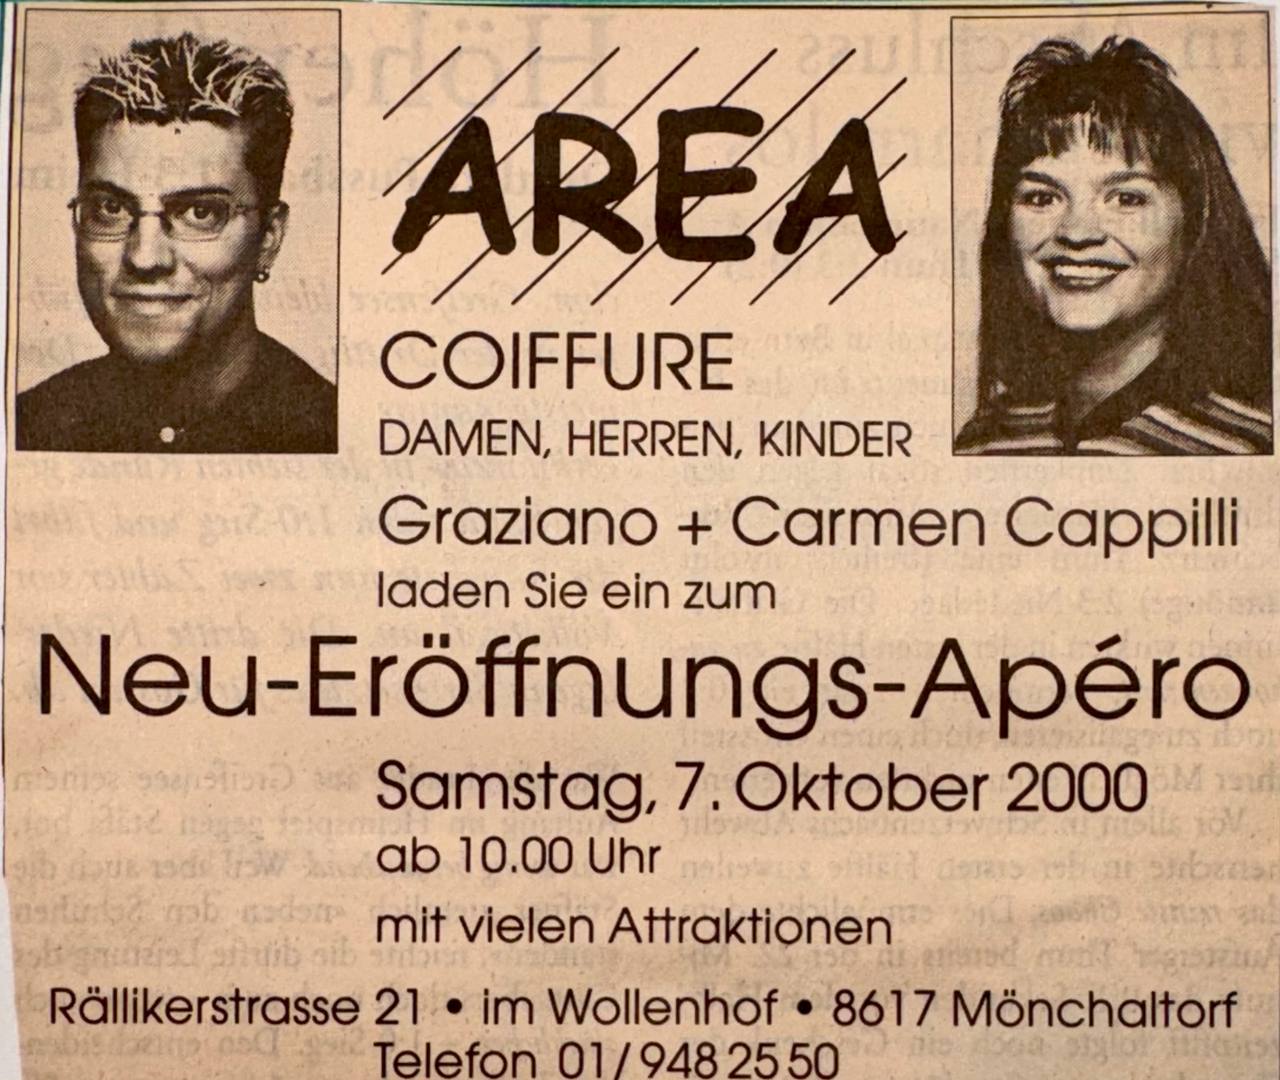 AREA
COIFFURE
DAMEN, HERREN, KINDER
Graziano + Carmen Cappilli
laden Sie ein zum
Neu-Eröffnungs-Apéro
Samstag, 7. Oktober 2000
ab 10.00 Uhr
mit vielen Attraktionen
Rällikerstrasse 21 • im Wollenhof • 8617 Mönchaltorf
Telefon 01/948 25 50